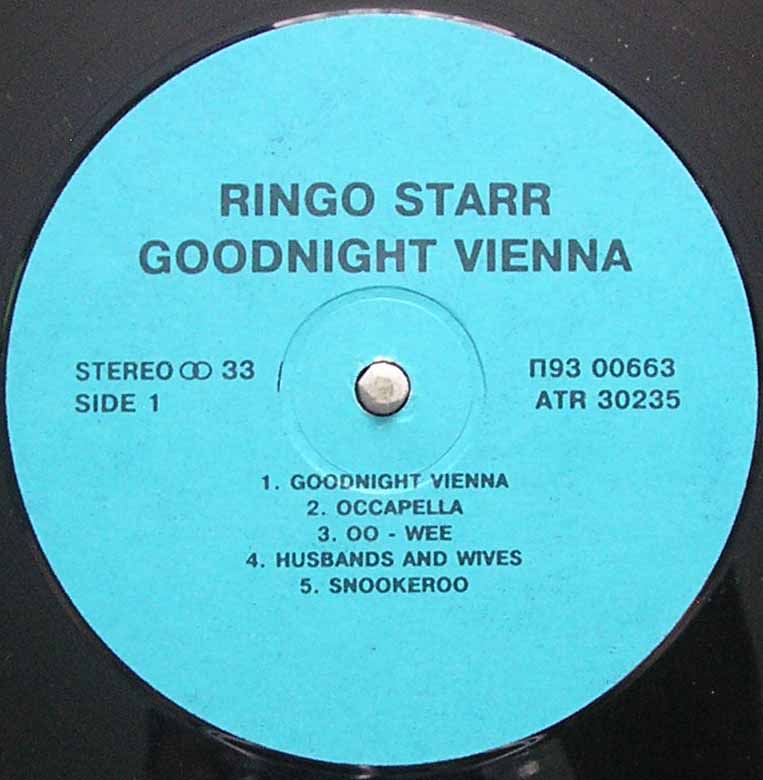 RINGO STARR
GOODNIGHT VIENNA
STEREO ꝏ 33
SIDE 1
П93 00663
ATR 30235
1. GOODNIGHT VIENNA
2. OCCAPELLA
3. OO - WEE
4. HUSBANDS AND WIVES
5. SNOOKEROO